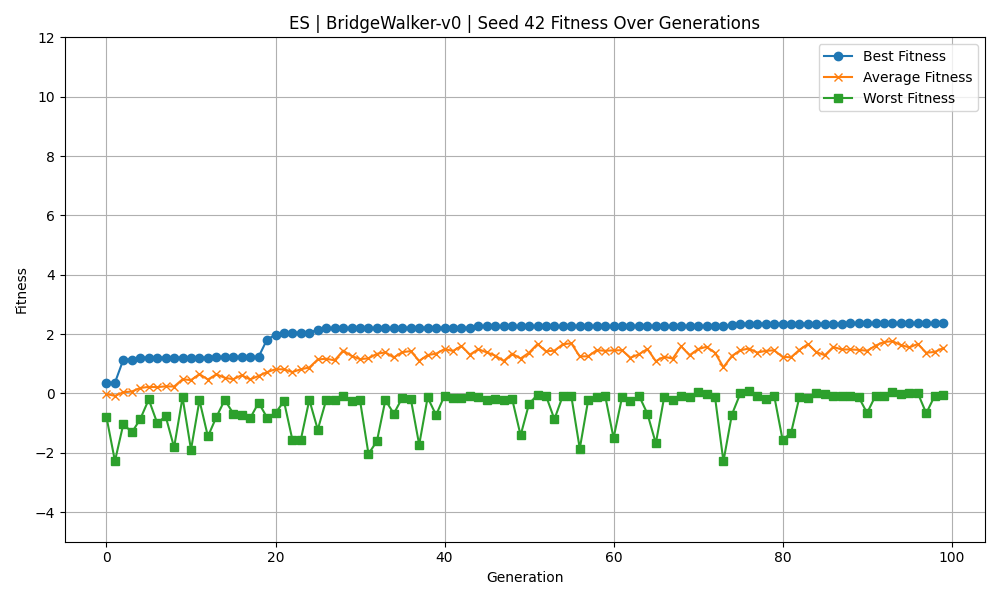 ES | BridgeWalker-v0 | Seed 42 Fitness Over Generations
Best Fitness
Average Fitness
Worst Fitness
Fitness
12
10
8
6
4
2
0
−2
−4
0 20 40 60 80 100
Generation